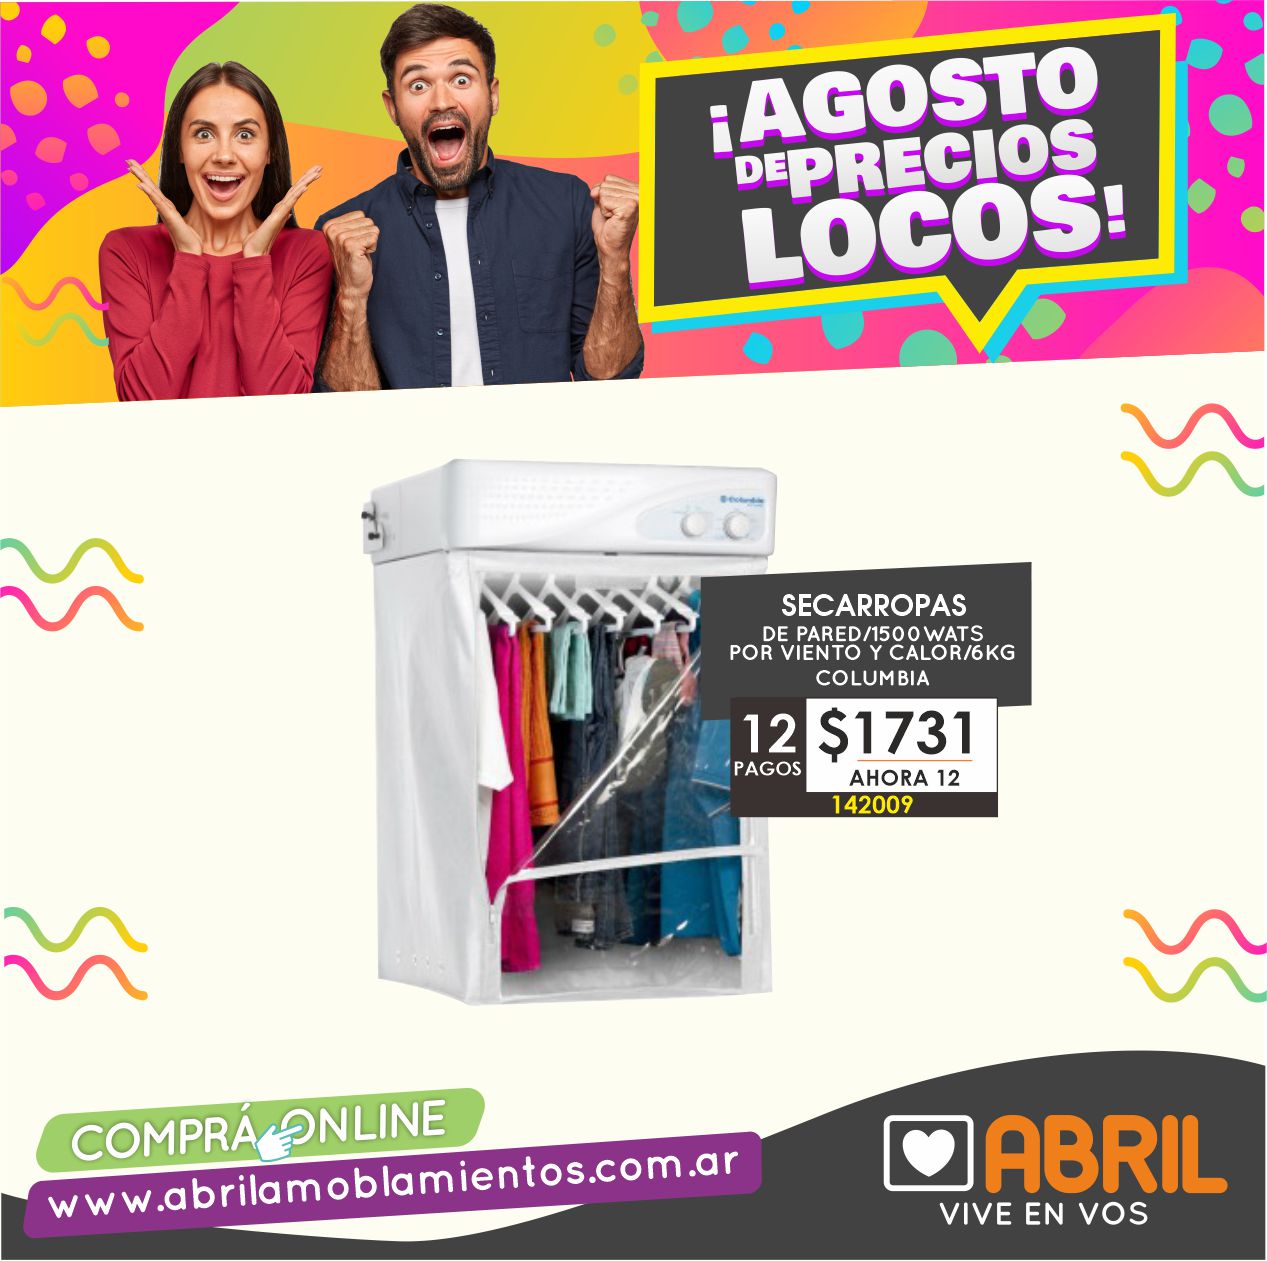 ¡AGOSTO
DE PRECIOS
LOCOS!
Columbia
SECARROPAS
DE PARED/1500 WATS
POR VIENTO Y CALOR/6KG
COLUMBIA
12
PAGOS
$1731
AHORA 12
142009
COMPRÁ ONLINE
www.abrilamoblamientos.com.ar
ABRIL
VIVE EN VOS